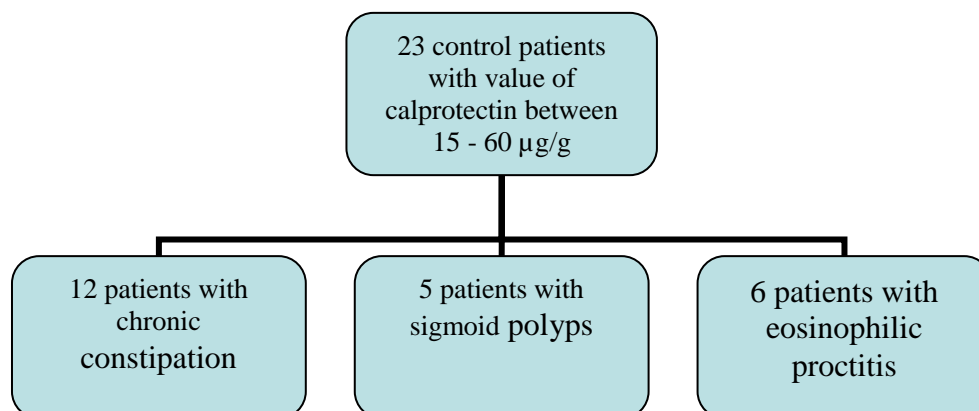 23 control patients
with value of
calprotectin between
15 - 60 µg/g
12 patients with
chronic
constipation
5 patients with
sigmoid polyps
6 patients with
eosinophilic
proctitis